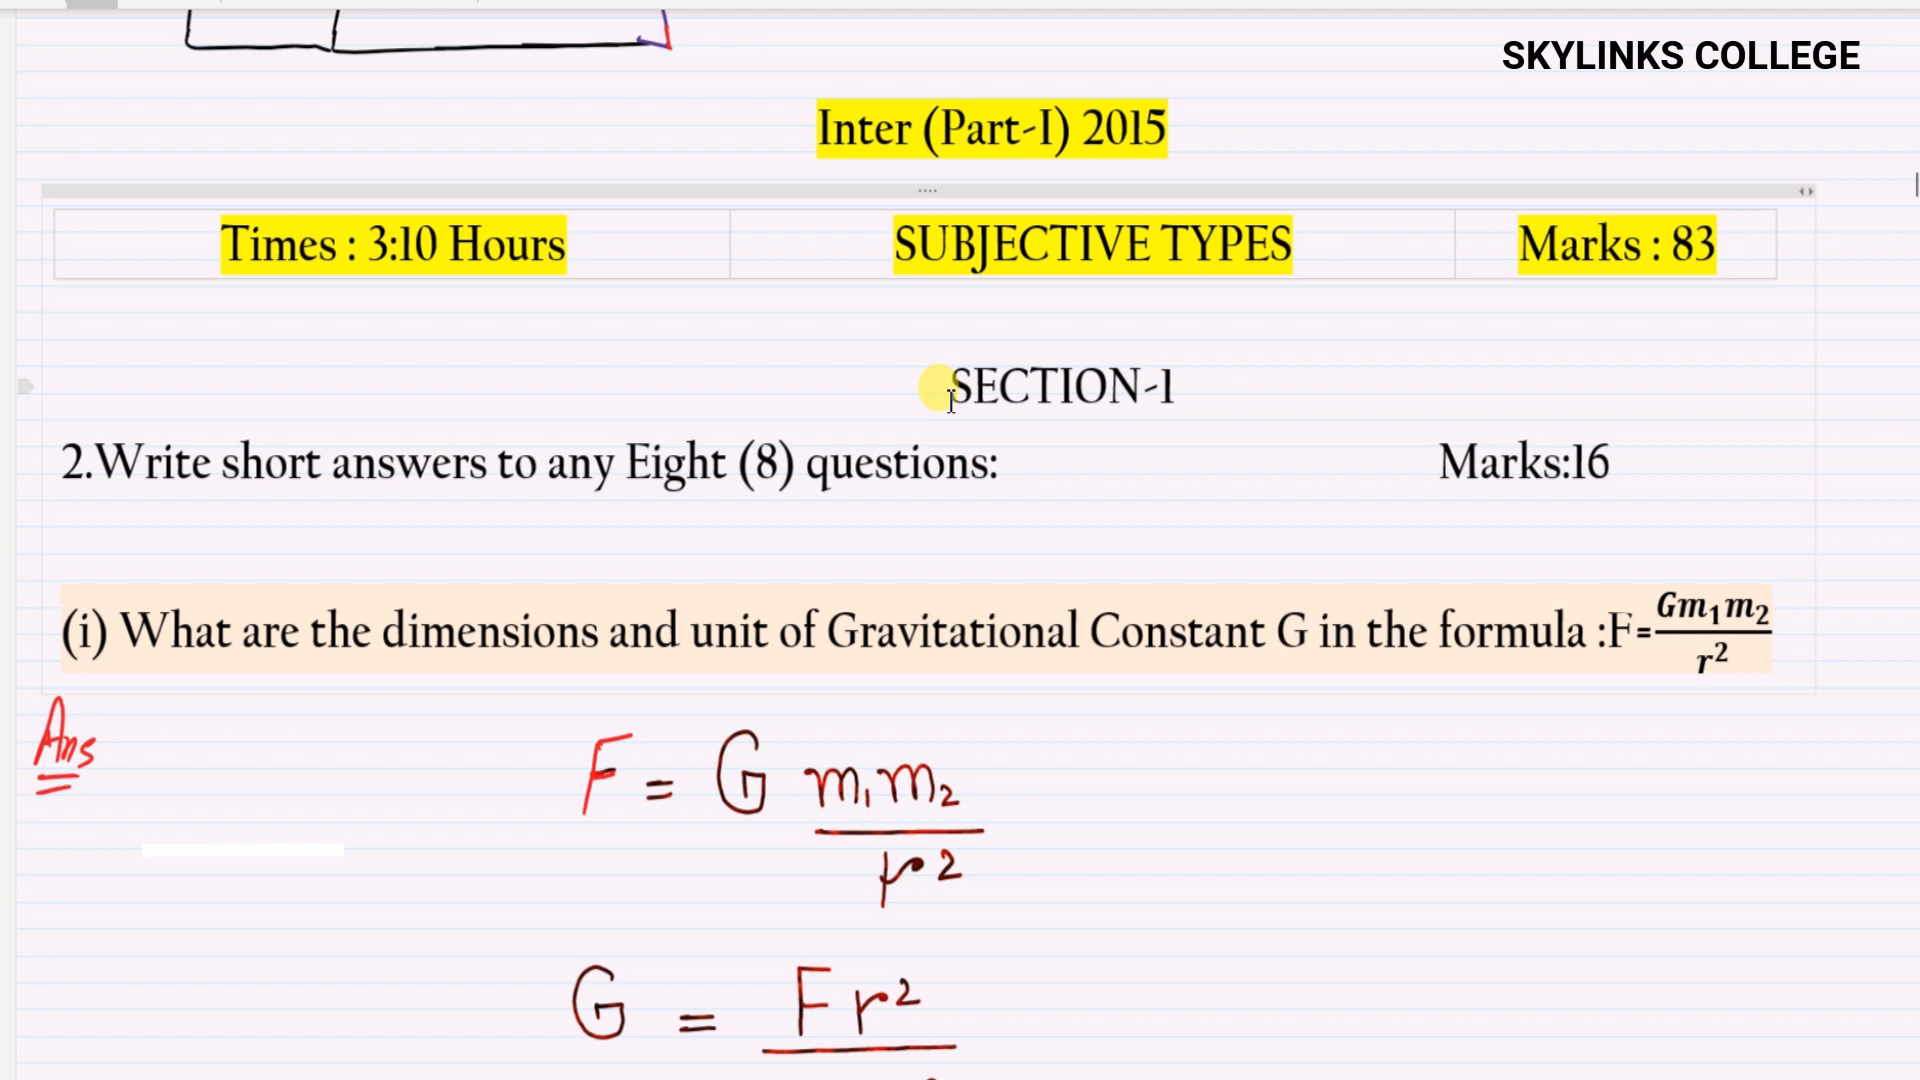 SKYLINKS COLLEGE
Inter (Part-I) 2015
Times : 3:10 Hours SUBJECTIVE TYPES Marks : 83
SECTION-1
2.Write short answers to any Eight (8) questions: Marks:16
(i) What are the dimensions and unit of Gravitational Constant G in the formula :F=Gm₁m₂/r²
Ans
F = G m₁m₂/r²
G = Fr²